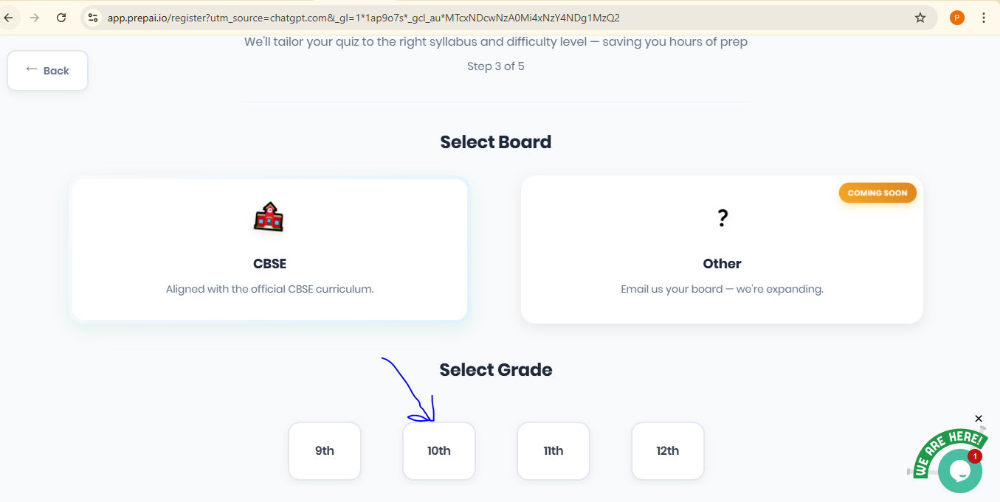 app.prepai.io/register?utm_source=chatgpt.com&_gl=1*1ap9o7s*_gcl_au*MTcxNDcwNzA0Mi4xNzY4NDg1MzQ2
P
We'll tailor your quiz to the right syllabus and difficulty level — saving you hours of prep
← Back
Step 3 of 5
Select Board
COMING SOON
?
CBSE
Other
Aligned with the official CBSE curriculum.
Email us your board — we're expanding.
Select Grade
9th
10th
11th
12th
WE ARE HERE!
1